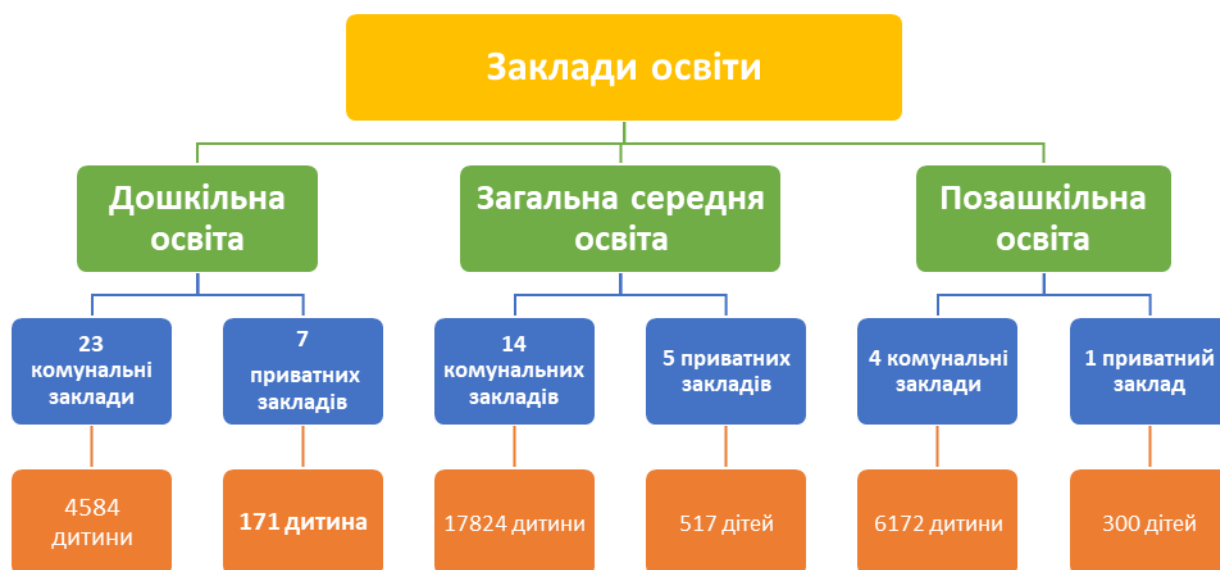 Заклади освіти
Дошкільна
освіта
Загальна середня
освіта
Позашкільна
освіта
23
комунальні
заклади
7
приватних
закладів
14
комунальних
закладів
5 приватних
закладів
4 комунальні
заклади
1 приватний
заклад
4584
дитини
171 дитина
17824 дитини
517 дітей
6172 дитини
300 дітей